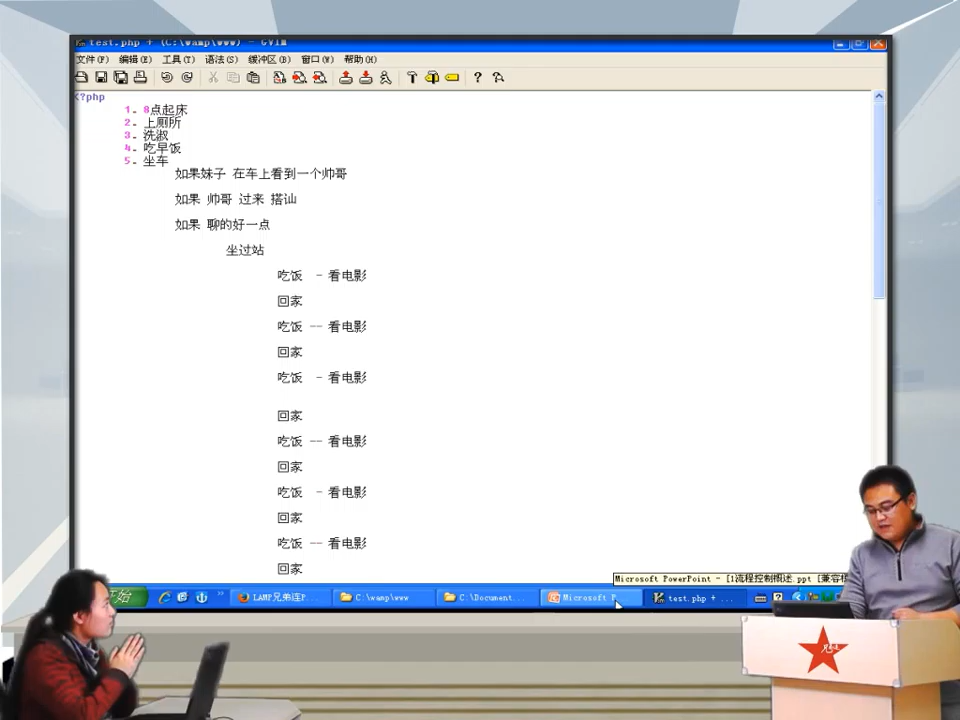 test.php + (C:\wamp\www) - GVIM
文件(F) 编辑(E) 工具(T) 语法(S) 缓冲区(B) 窗口(W) 帮助(H)
<?php
1. 8点起床
2. 上厕所
3. 洗漱
4. 吃早饭
5. 坐车
如果妹子 在车上看到一个帅哥
如果 帅哥 过来 搭讪
如果 聊的好一点
坐过站
吃饭 - 看电影
回家
吃饭 -- 看电影
回家
吃饭 - 看电影
回家
吃饭 -- 看电影
回家
吃饭 - 看电影
回家
吃饭 -- 看电影
回家
Microsoft PowerPoint - [1流程控制概述.ppt [兼容模
开始 LAMP兄弟连P... C:\wamp\www C:\Document... Microsoft P... test.php + ...